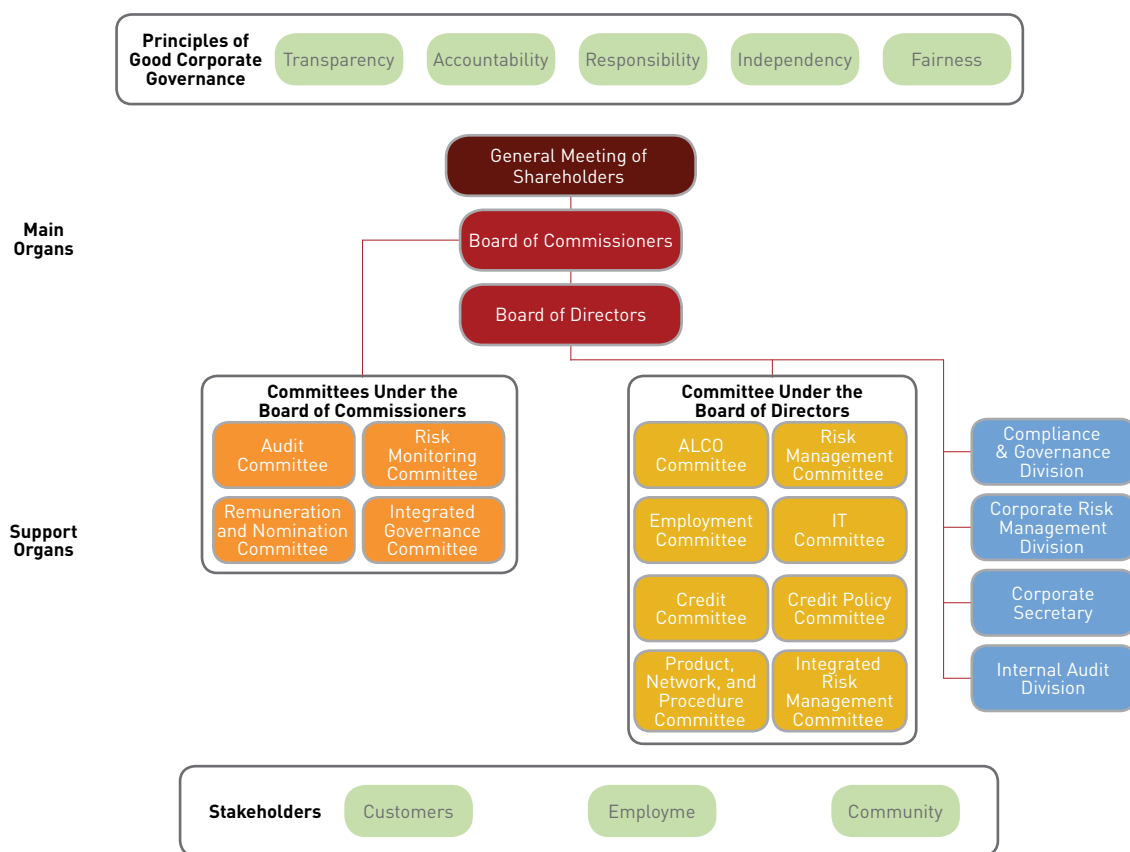 Principles of
Good Corporate
Governance
Transparency
Accountability
Responsibility
Independency
Fairness
General Meeting of
Shareholders
Main
Organs
Board of Commissioners
Board of Directors
Committees Under the
Board of Commissioners
Audit
Committee
Risk
Monitoring
Committee
Remuneration
and Nomination
Committee
Integrated
Governance
Committee
Support
Organs
Committee Under the
Board of Directors
ALCO
Committee
Risk
Management
Committee
Employment
Committee
IT
Committee
Credit
Committee
Credit Policy
Committee
Product,
Network, and
Procedure
Committee
Integrated
Risk
Management
Committee
Compliance
& Governance
Division
Corporate Risk
Management
Division
Corporate
Secretary
Internal Audit
Division
Stakeholders
Customers
Employme
Community